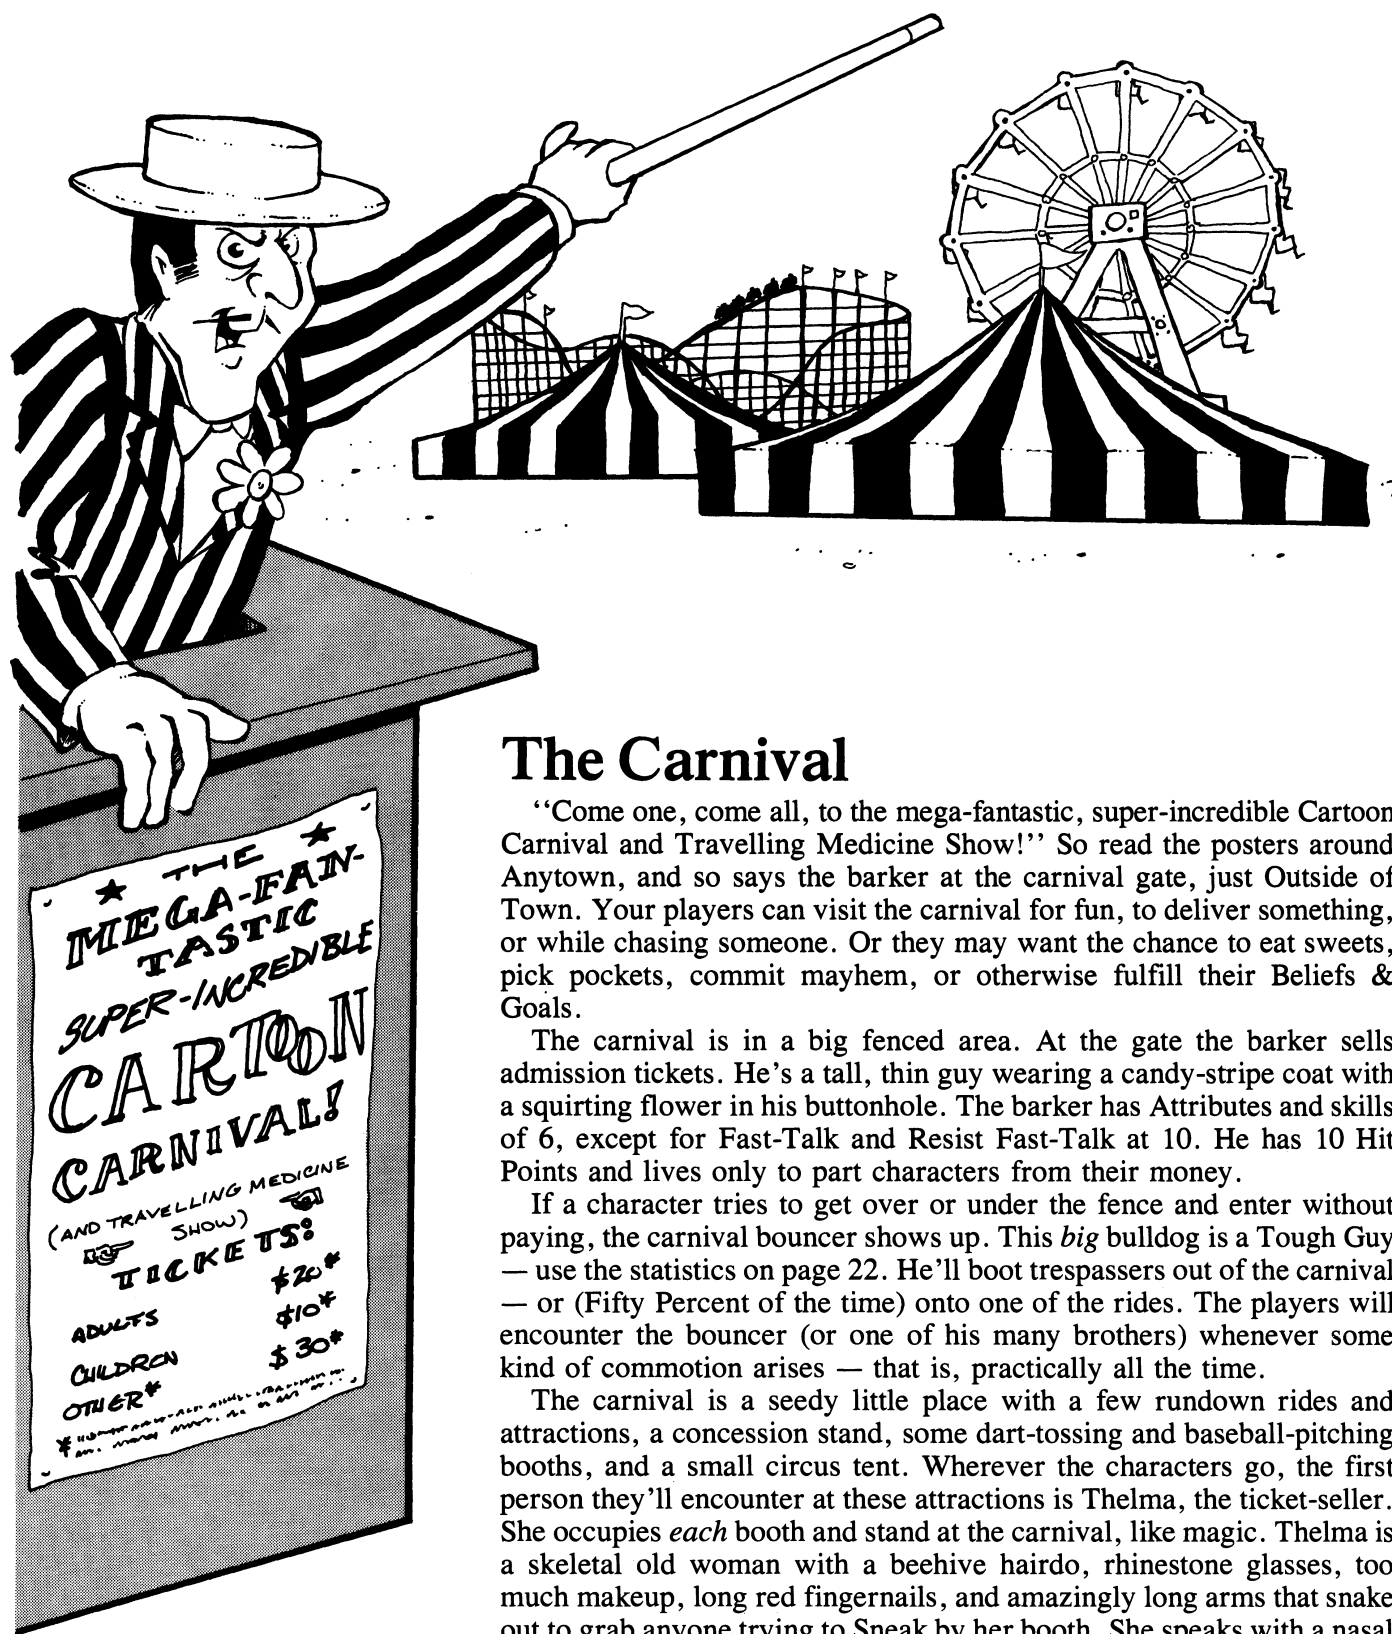 THE
MEGA-FAN-
TASTIC
SUPER-INCREDIBLE
CARTOON
CARNIVAL!
(AND TRAVELLING MEDICINE
SHOW)
TICKETS:
ADULTS $20*
CHILDREN $10*
OTHER* $30*
The Carnival
“Come one, come all, to the mega-fantastic, super-incredible Cartoon
Carnival and Travelling Medicine Show!” So read the posters around
Anytown, and so says the barker at the carnival gate, just Outside of
Town. Your players can visit the carnival for fun, to deliver something,
or while chasing someone. Or they may want the chance to eat sweets,
pick pockets, commit mayhem, or otherwise fulfill their Beliefs &
Goals.
The carnival is in a big fenced area. At the gate the barker sells
admission tickets. He’s a tall, thin guy wearing a candy-stripe coat with
a squirting flower in his buttonhole. The barker has Attributes and skills
of 6, except for Fast-Talk and Resist Fast-Talk at 10. He has 10 Hit
Points and lives only to part characters from their money.
If a character tries to get over or under the fence and enter without
paying, the carnival bouncer shows up. This big bulldog is a Tough Guy
— use the statistics on page 22. He’ll boot trespassers out of the carnival
— or (Fifty Percent of the time) onto one of the rides. The players will
encounter the bouncer (or one of his many brothers) whenever some
kind of commotion arises — that is, practically all the time.
The carnival is a seedy little place with a few rundown rides and
attractions, a concession stand, some dart-tossing and baseball-pitching
booths, and a small circus tent. Wherever the characters go, the first
person they’ll encounter at these attractions is Thelma, the ticket-seller.
She occupies each booth and stand at the carnival, like magic. Thelma is
a skeletal old woman with a beehive hairdo, rhinestone glasses, too
much makeup, long red fingernails, and amazingly long arms that snake
out to grab anyone trying to Sneak by her booth. She speaks with a nasal